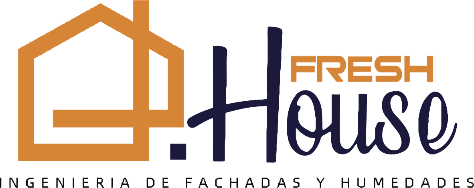 FRESH
House
INGENIERIA DE FACHADAS Y HUMEDADES